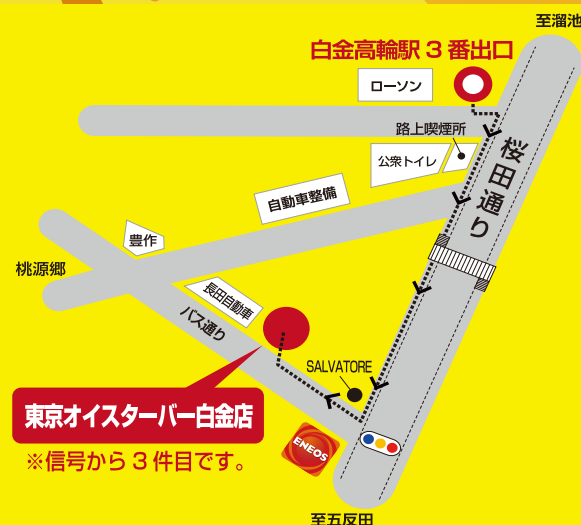 至溜池
白金高輪駅３番出口
ローソン
路上喫煙所
公衆トイレ
桜田通り
自動車整備
豊作
桃源郷
長田自動車
バス通り
SALVATORE
東京オイスターバー白金店
※信号から３件目です。
ENEOS
至五反田